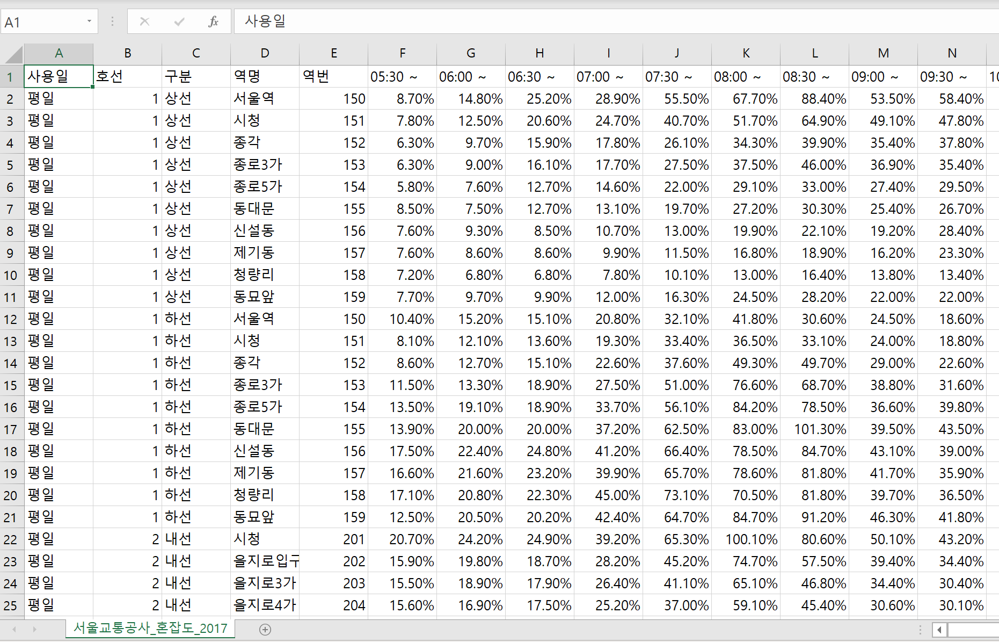 A1 fx 사용일
A B C D E F G H I J K L M N
1 사용일 호선 구분 역명 역번 05:30 ~ 06:00 ~ 06:30 ~ 07:00 ~ 07:30 ~ 08:00 ~ 08:30 ~ 09:00 ~ 09:30 ~ 10
2 평일 1 상선 서울역 150 8.70% 14.80% 25.20% 28.90% 55.50% 67.70% 88.40% 53.50% 58.40%
3 평일 1 상선 시청 151 7.80% 12.50% 20.60% 24.70% 40.70% 51.70% 64.90% 49.10% 47.80%
4 평일 1 상선 종각 152 6.30% 9.70% 15.90% 17.80% 26.10% 34.30% 39.90% 35.40% 37.80%
5 평일 1 상선 종로3가 153 6.30% 9.00% 16.10% 17.70% 27.50% 37.50% 46.00% 36.90% 35.40%
6 평일 1 상선 종로5가 154 5.80% 7.60% 12.70% 14.60% 22.00% 29.10% 33.00% 27.40% 29.50%
7 평일 1 상선 동대문 155 8.50% 7.50% 12.70% 13.10% 19.70% 27.20% 30.30% 25.40% 26.70%
8 평일 1 상선 신설동 156 7.60% 9.30% 8.50% 10.70% 13.00% 19.90% 22.10% 19.20% 28.40%
9 평일 1 상선 제기동 157 7.60% 8.60% 8.60% 9.90% 11.50% 16.80% 18.90% 16.20% 23.30%
10 평일 1 상선 청량리 158 7.20% 6.80% 6.80% 7.80% 10.10% 13.00% 16.40% 13.80% 13.40%
11 평일 1 상선 동묘앞 159 7.70% 9.70% 9.90% 12.00% 16.30% 24.50% 28.20% 22.00% 22.00%
12 평일 1 하선 서울역 150 10.40% 15.20% 15.10% 20.80% 32.10% 41.80% 30.60% 24.50% 18.60%
13 평일 1 하선 시청 151 8.10% 12.10% 13.60% 19.30% 33.40% 36.50% 33.10% 24.00% 18.80%
14 평일 1 하선 종각 152 8.60% 12.70% 15.10% 22.60% 37.60% 49.30% 49.70% 29.00% 22.60%
15 평일 1 하선 종로3가 153 11.50% 13.30% 18.90% 27.50% 51.00% 76.60% 68.70% 38.80% 31.60%
16 평일 1 하선 종로5가 154 13.50% 19.10% 18.90% 33.70% 56.10% 84.20% 78.50% 36.60% 39.80%
17 평일 1 하선 동대문 155 13.90% 20.00% 20.00% 37.20% 62.50% 83.00% 101.30% 39.50% 43.50%
18 평일 1 하선 신설동 156 17.50% 22.40% 24.80% 41.20% 66.40% 78.50% 84.70% 43.10% 39.00%
19 평일 1 하선 제기동 157 16.60% 21.60% 23.20% 39.90% 65.70% 78.60% 81.80% 41.70% 35.90%
20 평일 1 하선 청량리 158 17.10% 20.80% 22.30% 45.00% 73.10% 70.50% 81.80% 39.70% 36.50%
21 평일 1 하선 동묘앞 159 12.50% 20.50% 20.20% 42.40% 64.70% 84.70% 91.20% 46.30% 41.80%
22 평일 2 내선 시청 201 20.70% 24.20% 24.90% 39.20% 65.30% 100.10% 80.60% 50.10% 43.20%
23 평일 2 내선 을지로입구 202 15.90% 19.80% 18.70% 28.20% 45.20% 74.70% 57.50% 39.40% 34.40%
24 평일 2 내선 을지로3가 203 15.50% 18.90% 17.90% 26.40% 41.10% 65.10% 46.80% 34.40% 30.40%
25 평일 2 내선 을지로4가 204 15.60% 16.90% 17.50% 25.20% 37.00% 59.10% 45.40% 30.60% 30.10%
서울교통공사_혼잡도_2017